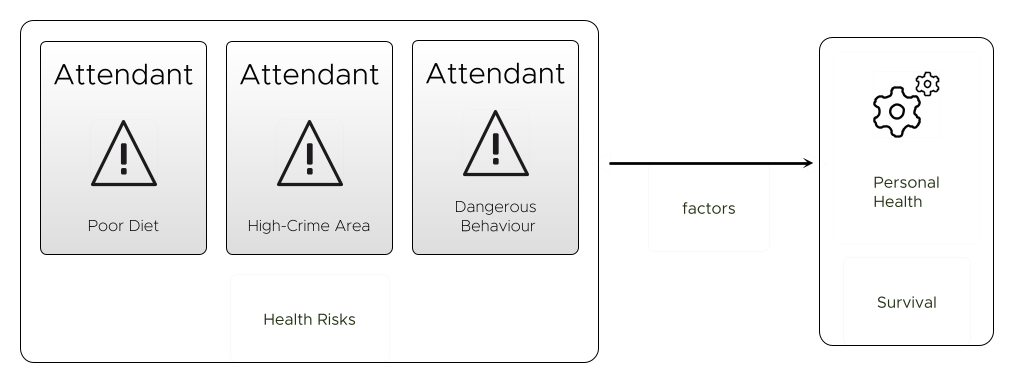 Attendant
Poor Diet
Attendant
High-Crime Area
Attendant
Dangerous
Behaviour
Health Risks
factors
Personal
Health
Survival